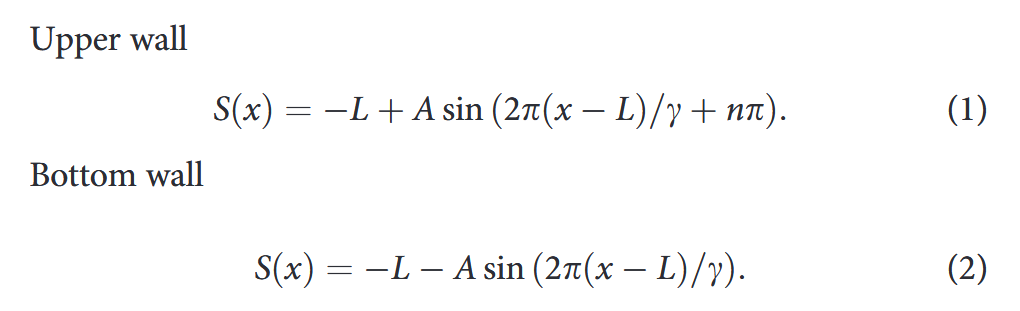 Upper wall
S(x) = −L + A sin (2π(x − L)/γ + nπ). (1)
Bottom wall
S(x) = −L − A sin (2π(x − L)/γ). (2)